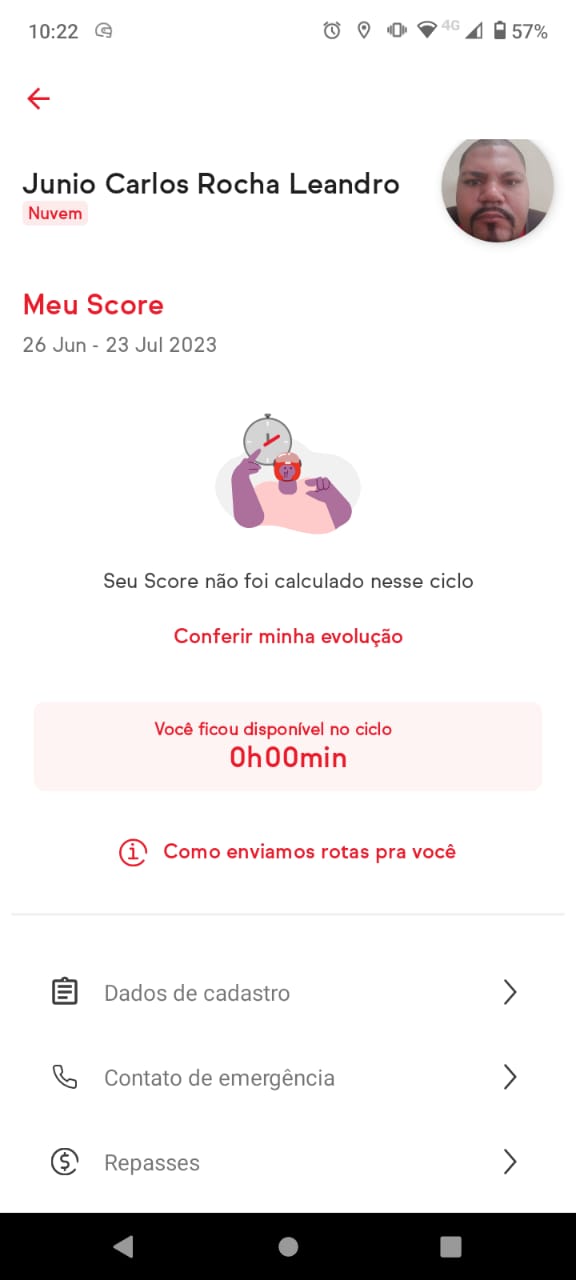 10:22
4G
57%
Junio Carlos Rocha Leandro
Nuvem
Meu Score
26 Jun - 23 Jul 2023
Seu Score não foi calculado nesse ciclo
Conferir minha evolução
Você ficou disponível no ciclo
0h00min
Como enviamos rotas pra você
Dados de cadastro
Contato de emergência
Repasses